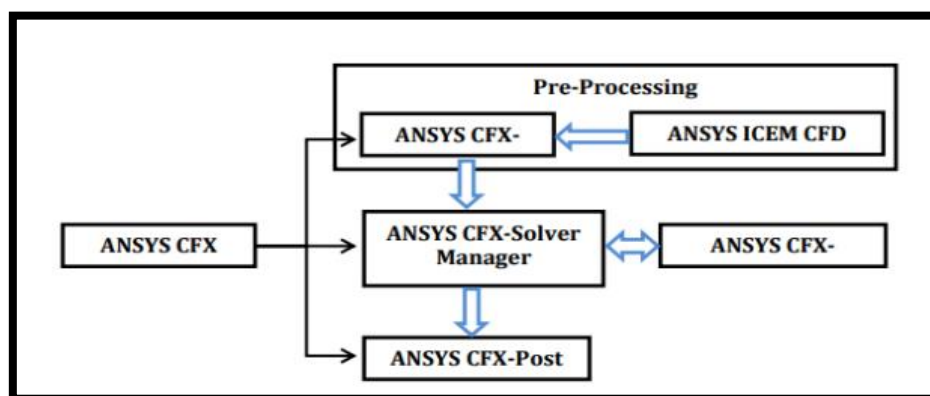 Pre-Processing
ANSYS CFX-
ANSYS ICEM CFD
ANSYS CFX
ANSYS CFX-Solver
Manager
ANSYS CFX-
ANSYS CFX-Post